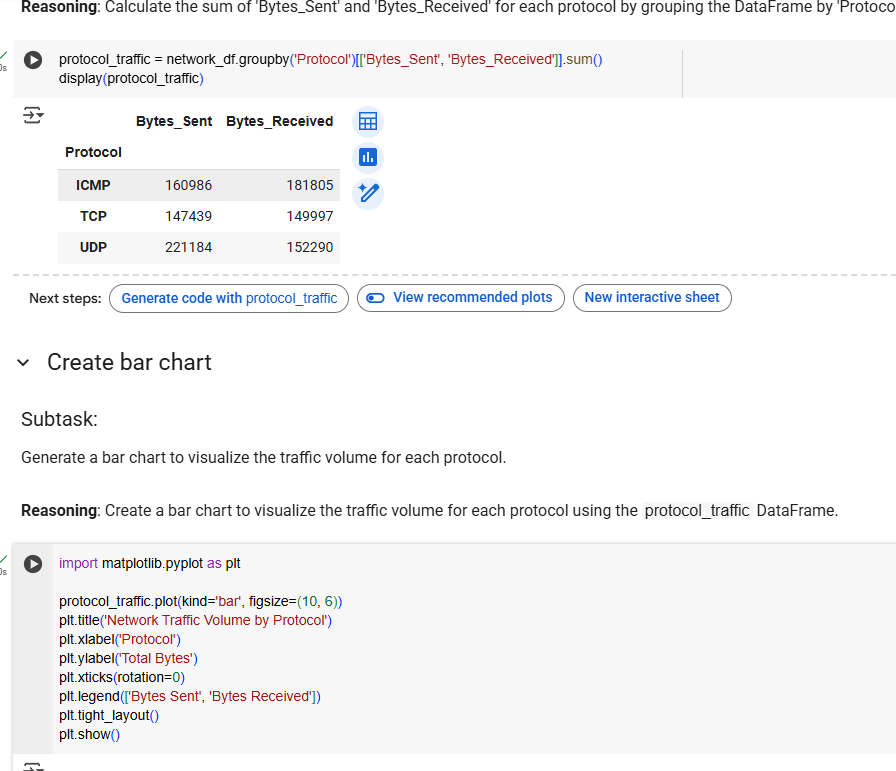 Reasoning: Calculate the sum of 'Bytes_Sent' and 'Bytes_Received' for each protocol by grouping the DataFrame by 'Protoco
protocol_traffic = network_df.groupby('Protocol')[['Bytes_Sent', 'Bytes_Received']].sum()
display(protocol_traffic)
0s
Bytes_Sent Bytes_Received
Protocol
ICMP 160986 181805
TCP 147439 149997
UDP 221184 152290
Next steps: Generate code with protocol_traffic View recommended plots New interactive sheet
Create bar chart
Subtask:
Generate a bar chart to visualize the traffic volume for each protocol.
Reasoning: Create a bar chart to visualize the traffic volume for each protocol using the protocol_traffic DataFrame.
import matplotlib.pyplot as plt
0s
protocol_traffic.plot(kind='bar', figsize=(10, 6))
plt.title('Network Traffic Volume by Protocol')
plt.xlabel('Protocol')
plt.ylabel('Total Bytes')
plt.xticks(rotation=0)
plt.legend(['Bytes Sent', 'Bytes Received'])
plt.tight_layout()
plt.show()